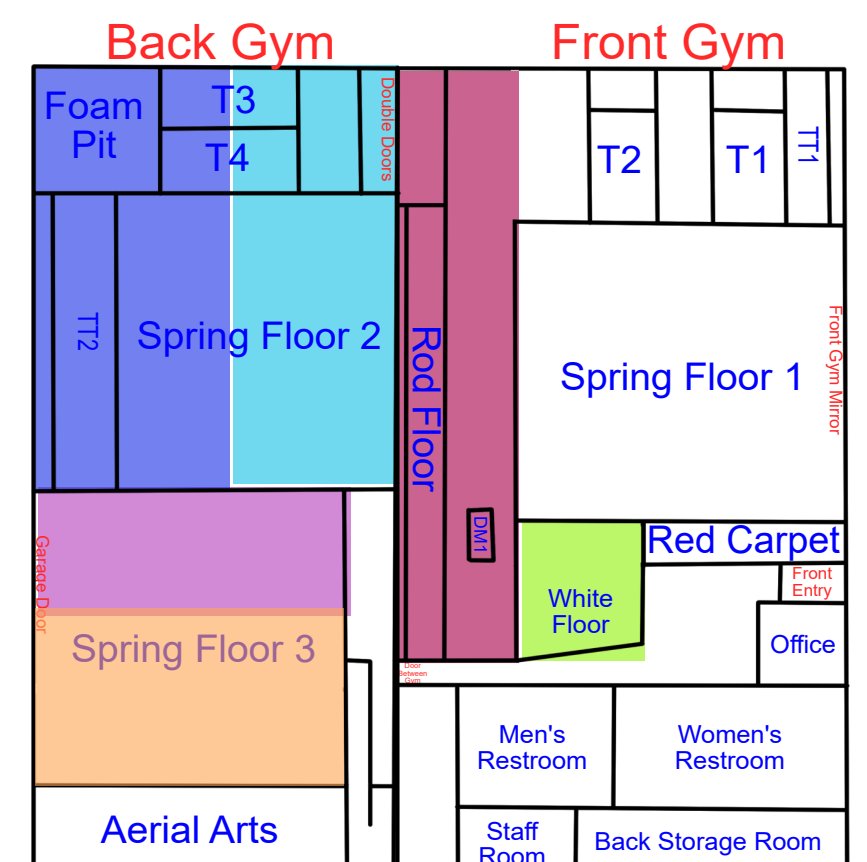 Back Gym
Front Gym
Foam
Pit
T3
T4
Double Doors
T2
T1
TT1
TT2
Spring Floor 2
Rod Floor
Spring Floor 1
Front Gym Mirror
DM1
Red Carpet
Garage Door
White
Floor
Front
Entry
Spring Floor 3
Office
Door
Between
Gym
Men's
Restroom
Women's
Restroom
Aerial Arts
Staff
Room
Back Storage Room